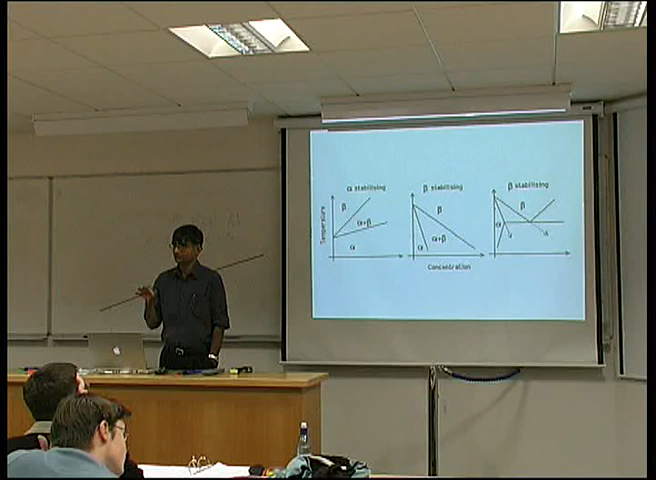 α stabilising
β stabilising
β stabilising
Temperature
β
α+β
α
β
α+β
α
β
α
Concentration